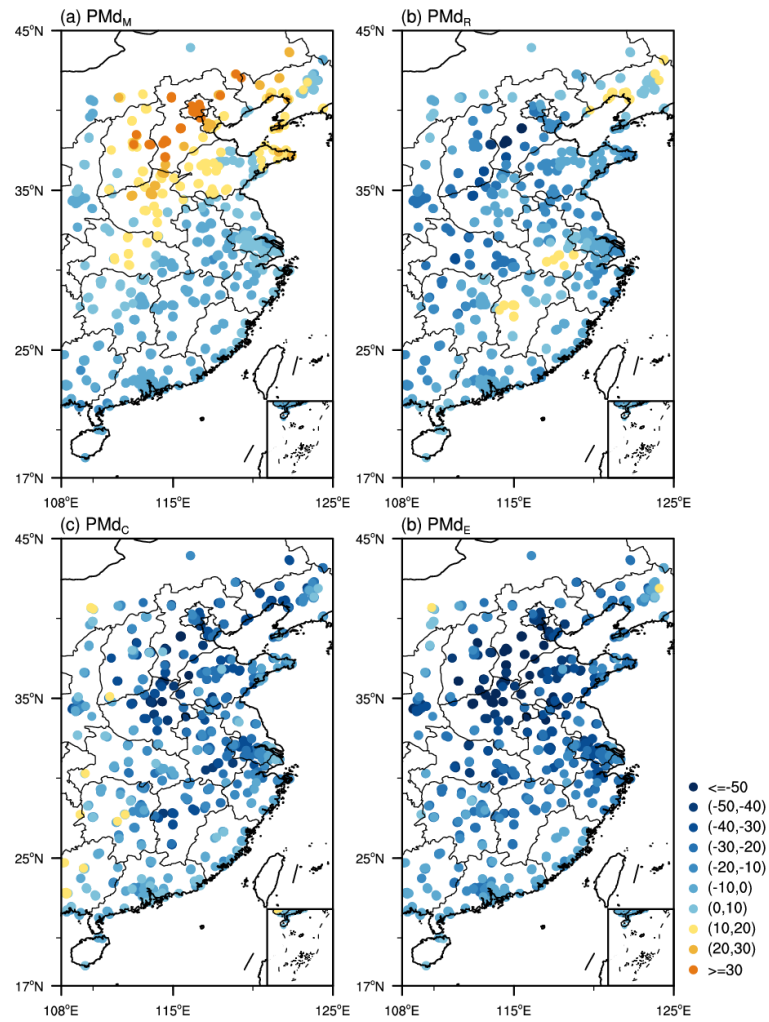 (a) PMd_M
(b) PMd_R
45°N
35°N
25°N
17°N
108°E
115°E
125°E
45°N
35°N
25°N
17°N
108°E
115°E
125°E
(c) PMd_C
(b) PMd_E
45°N
35°N
25°N
17°N
108°E
115°E
125°E
45°N
35°N
25°N
17°N
108°E
115°E
125°E
<=-50
(-50,-40)
(-40,-30)
(-30,-20)
(-20,-10)
(-10,0)
(0,10)
(10,20)
(20,30)
>=30